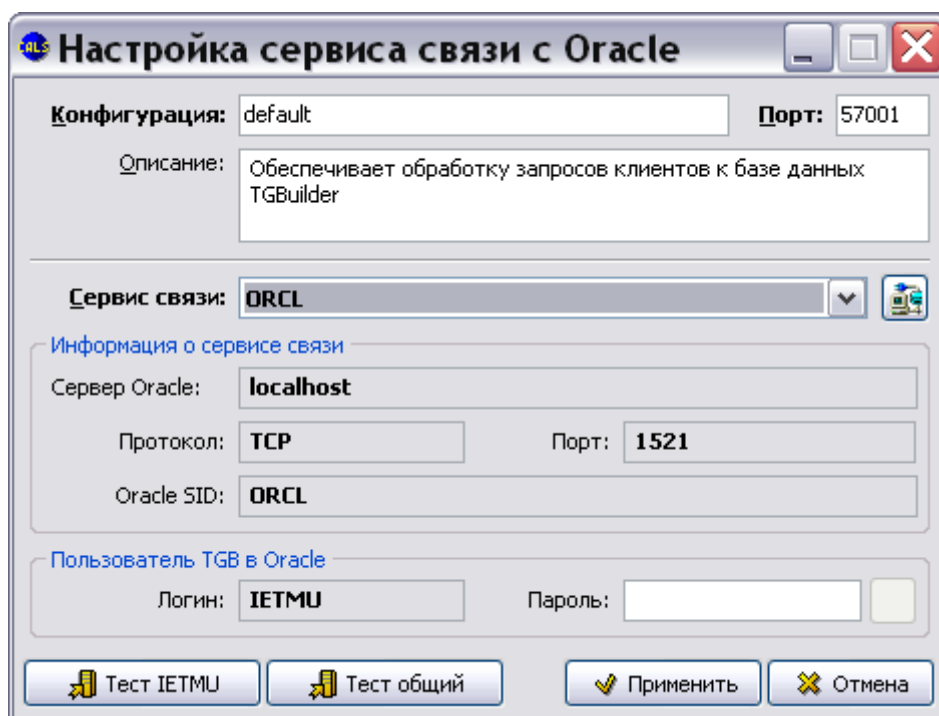 CALS Настройка сервиса связи с Oracle
Конфигурация: default Порт: 57001
Описание: Обеспечивает обработку запросов клиентов к базе данных
TGBuilder
Сервис связи: ORCL
Информация о сервисе связи
Сервер Oracle: localhost
Протокол: TCP Порт: 1521
Oracle SID: ORCL
Пользователь TGB в Oracle
Логин: IETMU Пароль:
Тест IETMU Тест общий Применить Отмена